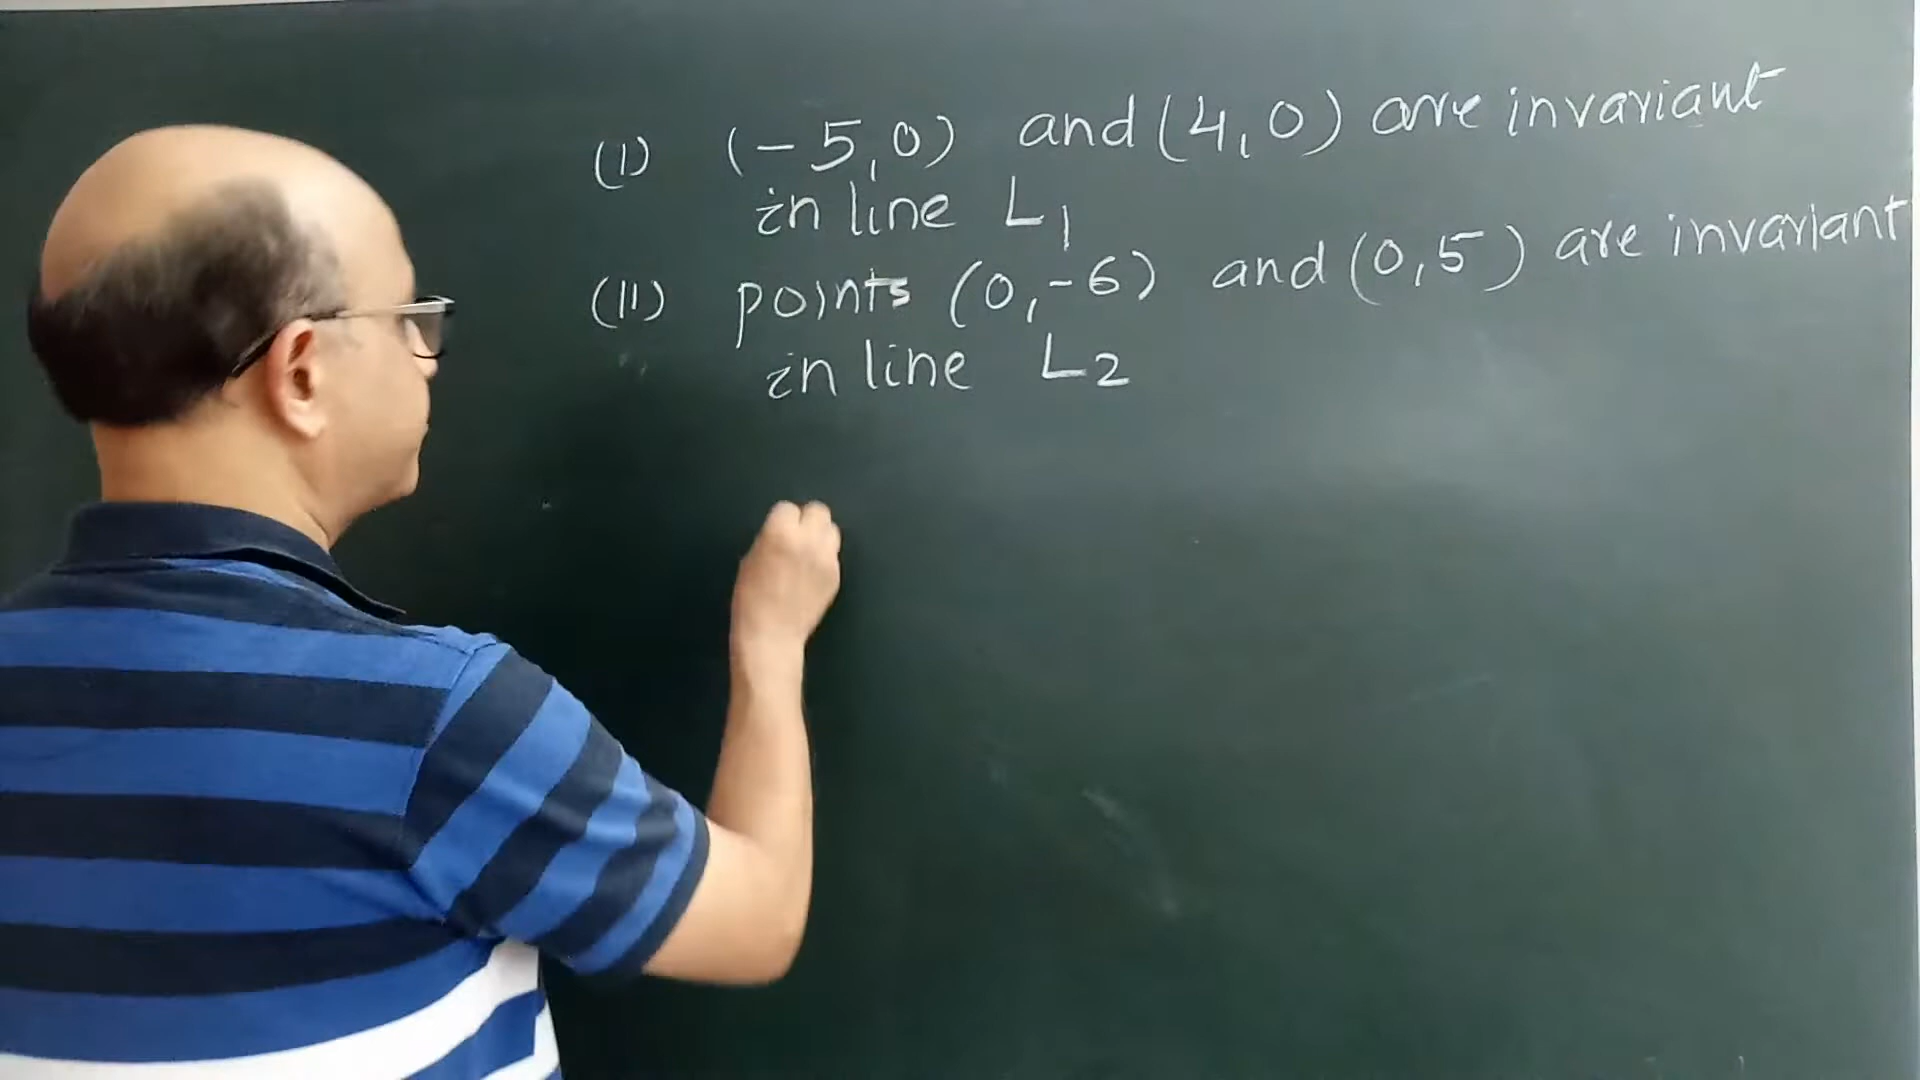 (I) (-5,0) and (4,0) are invariant
in line L1
(II) points (0,-6) and (0,5) are invariant
in line L2